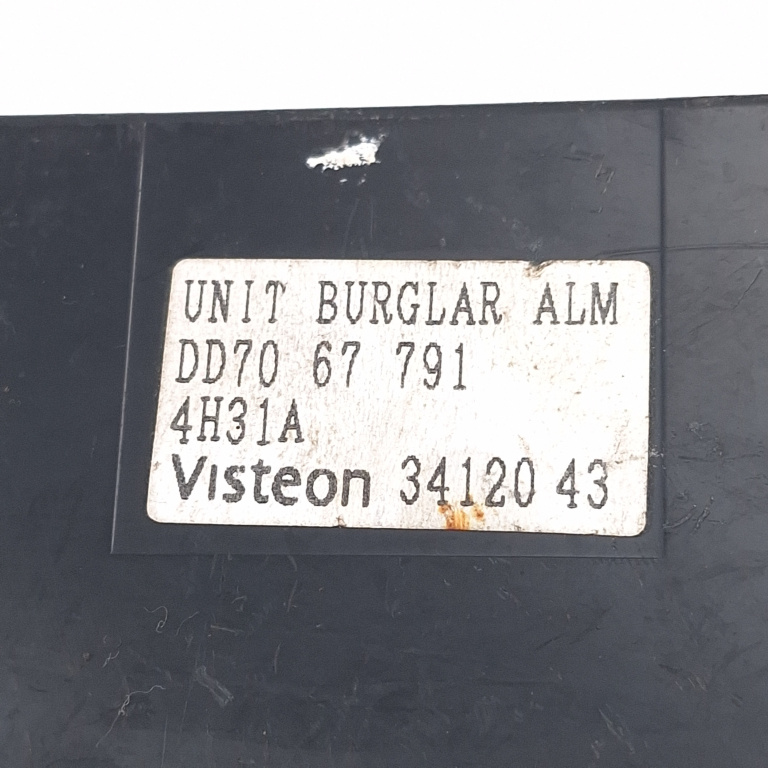 UNIT BURGLAR ALM
DD70 67 791
4H31A
Visteon 34120 43